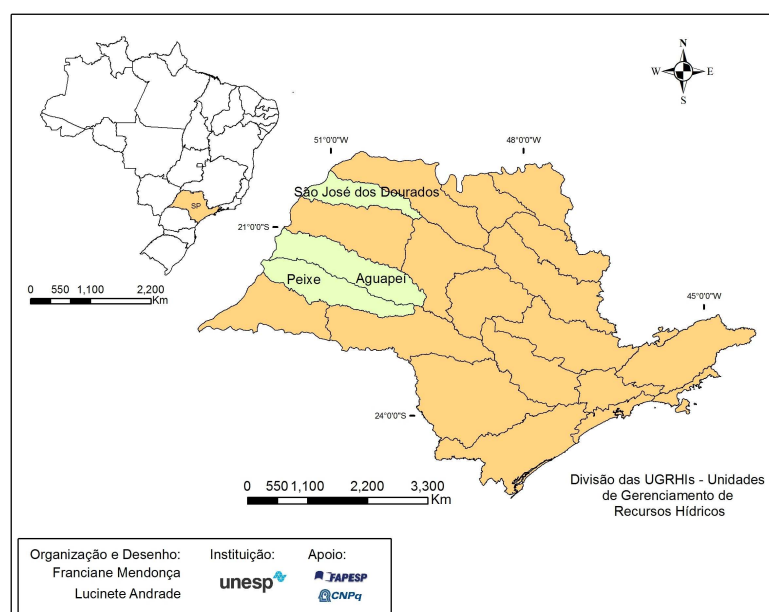 N
W E
S
51°0'0"W
48°0'0"W
São José dos Dourados
SP
21°0'0"S
Peixe
Aguapeí
0 550 1,100 2,200
Km
45°0'0"W
24°0'0"S
0 550 1,100 2,200 3,300
Km
Divisão das UGRHIs - Unidades
de Gerenciamento de
Recursos Hídricos
Organização e Desenho:
Franciane Mendonça
Lucinete Andrade
Instituição:
unesp
Apoio:
FAPESP
CNPq